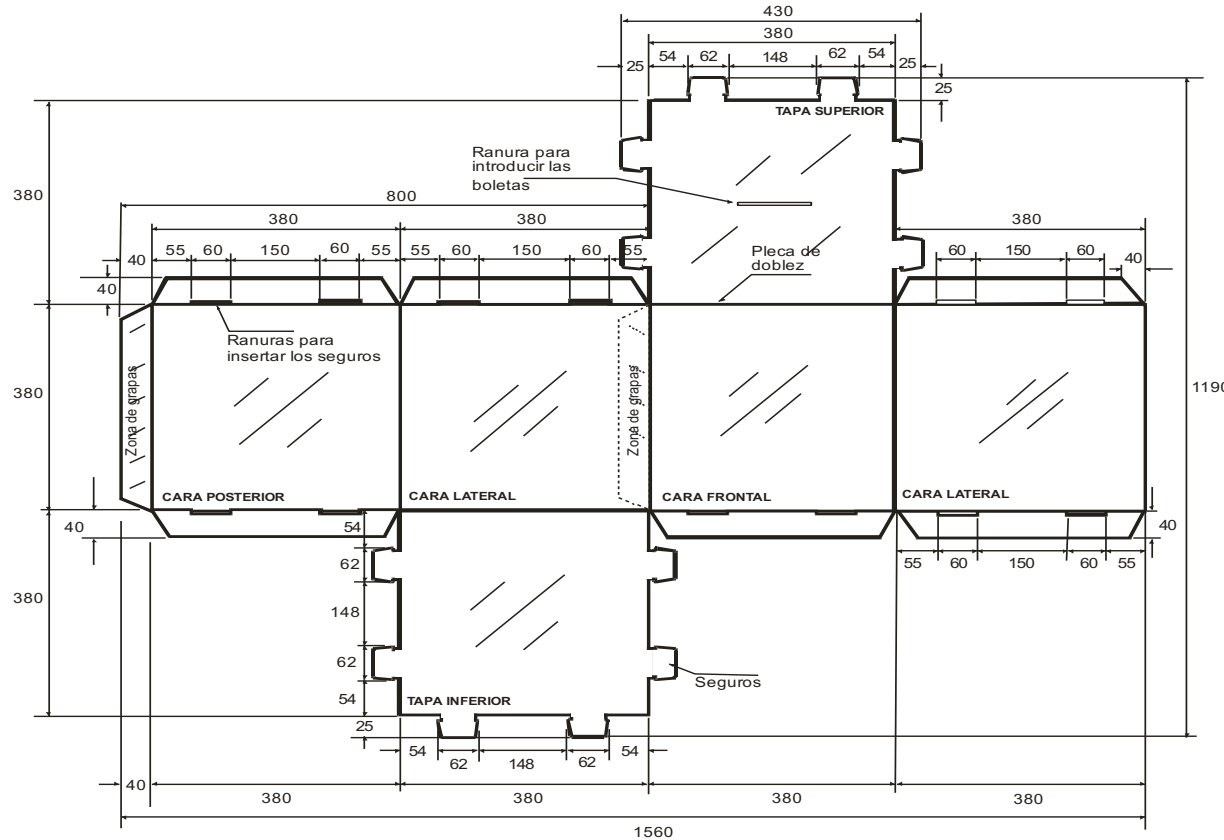 430
380
54 62 148 62 54
25 25
25
TAPA SUPERIOR
Ranura para
introducir las
boletas
380
800
380 380 380
40 55 60 150 60 55 55 60 150 60 55 60 150 60 40
40
Pleca de
doblez
Ranuras para
insertar los seguros
Zona de grapas
Zona de grapas
380
1190
CARA POSTERIOR
CARA LATERAL
CARA FRONTAL
CARA LATERAL
40
54
40
55 60 150 60 55
62
380
148
62
Seguros
54
TAPA INFERIOR
25
54 62 148 62 54
40 380 380 380 380
1560